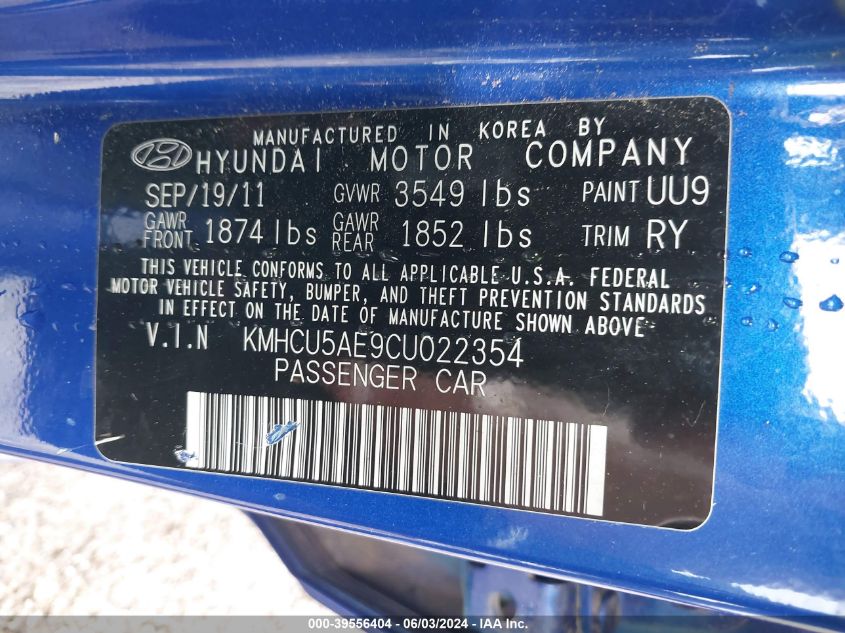 MANUFACTURED IN KOREA BY
HYUNDAI MOTOR COMPANY
SEP/19/11 GVWR 3549 lbs PAINT UU9
GAWR FRONT 1874 lbs GAWR REAR 1852 lbs TRIM RY
THIS VEHICLE CONFORMS TO ALL APPLICABLE U.S.A. FEDERAL
MOTOR VEHICLE SAFETY, BUMPER, AND THEFT PREVENTION STANDARDS
IN EFFECT ON THE DATE OF MANUFACTURE SHOWN ABOVE
V.I.N KMHCU5AE9CU022354
PASSENGER CAR
000-39556404 - 06/03/2024 - IAA Inc.